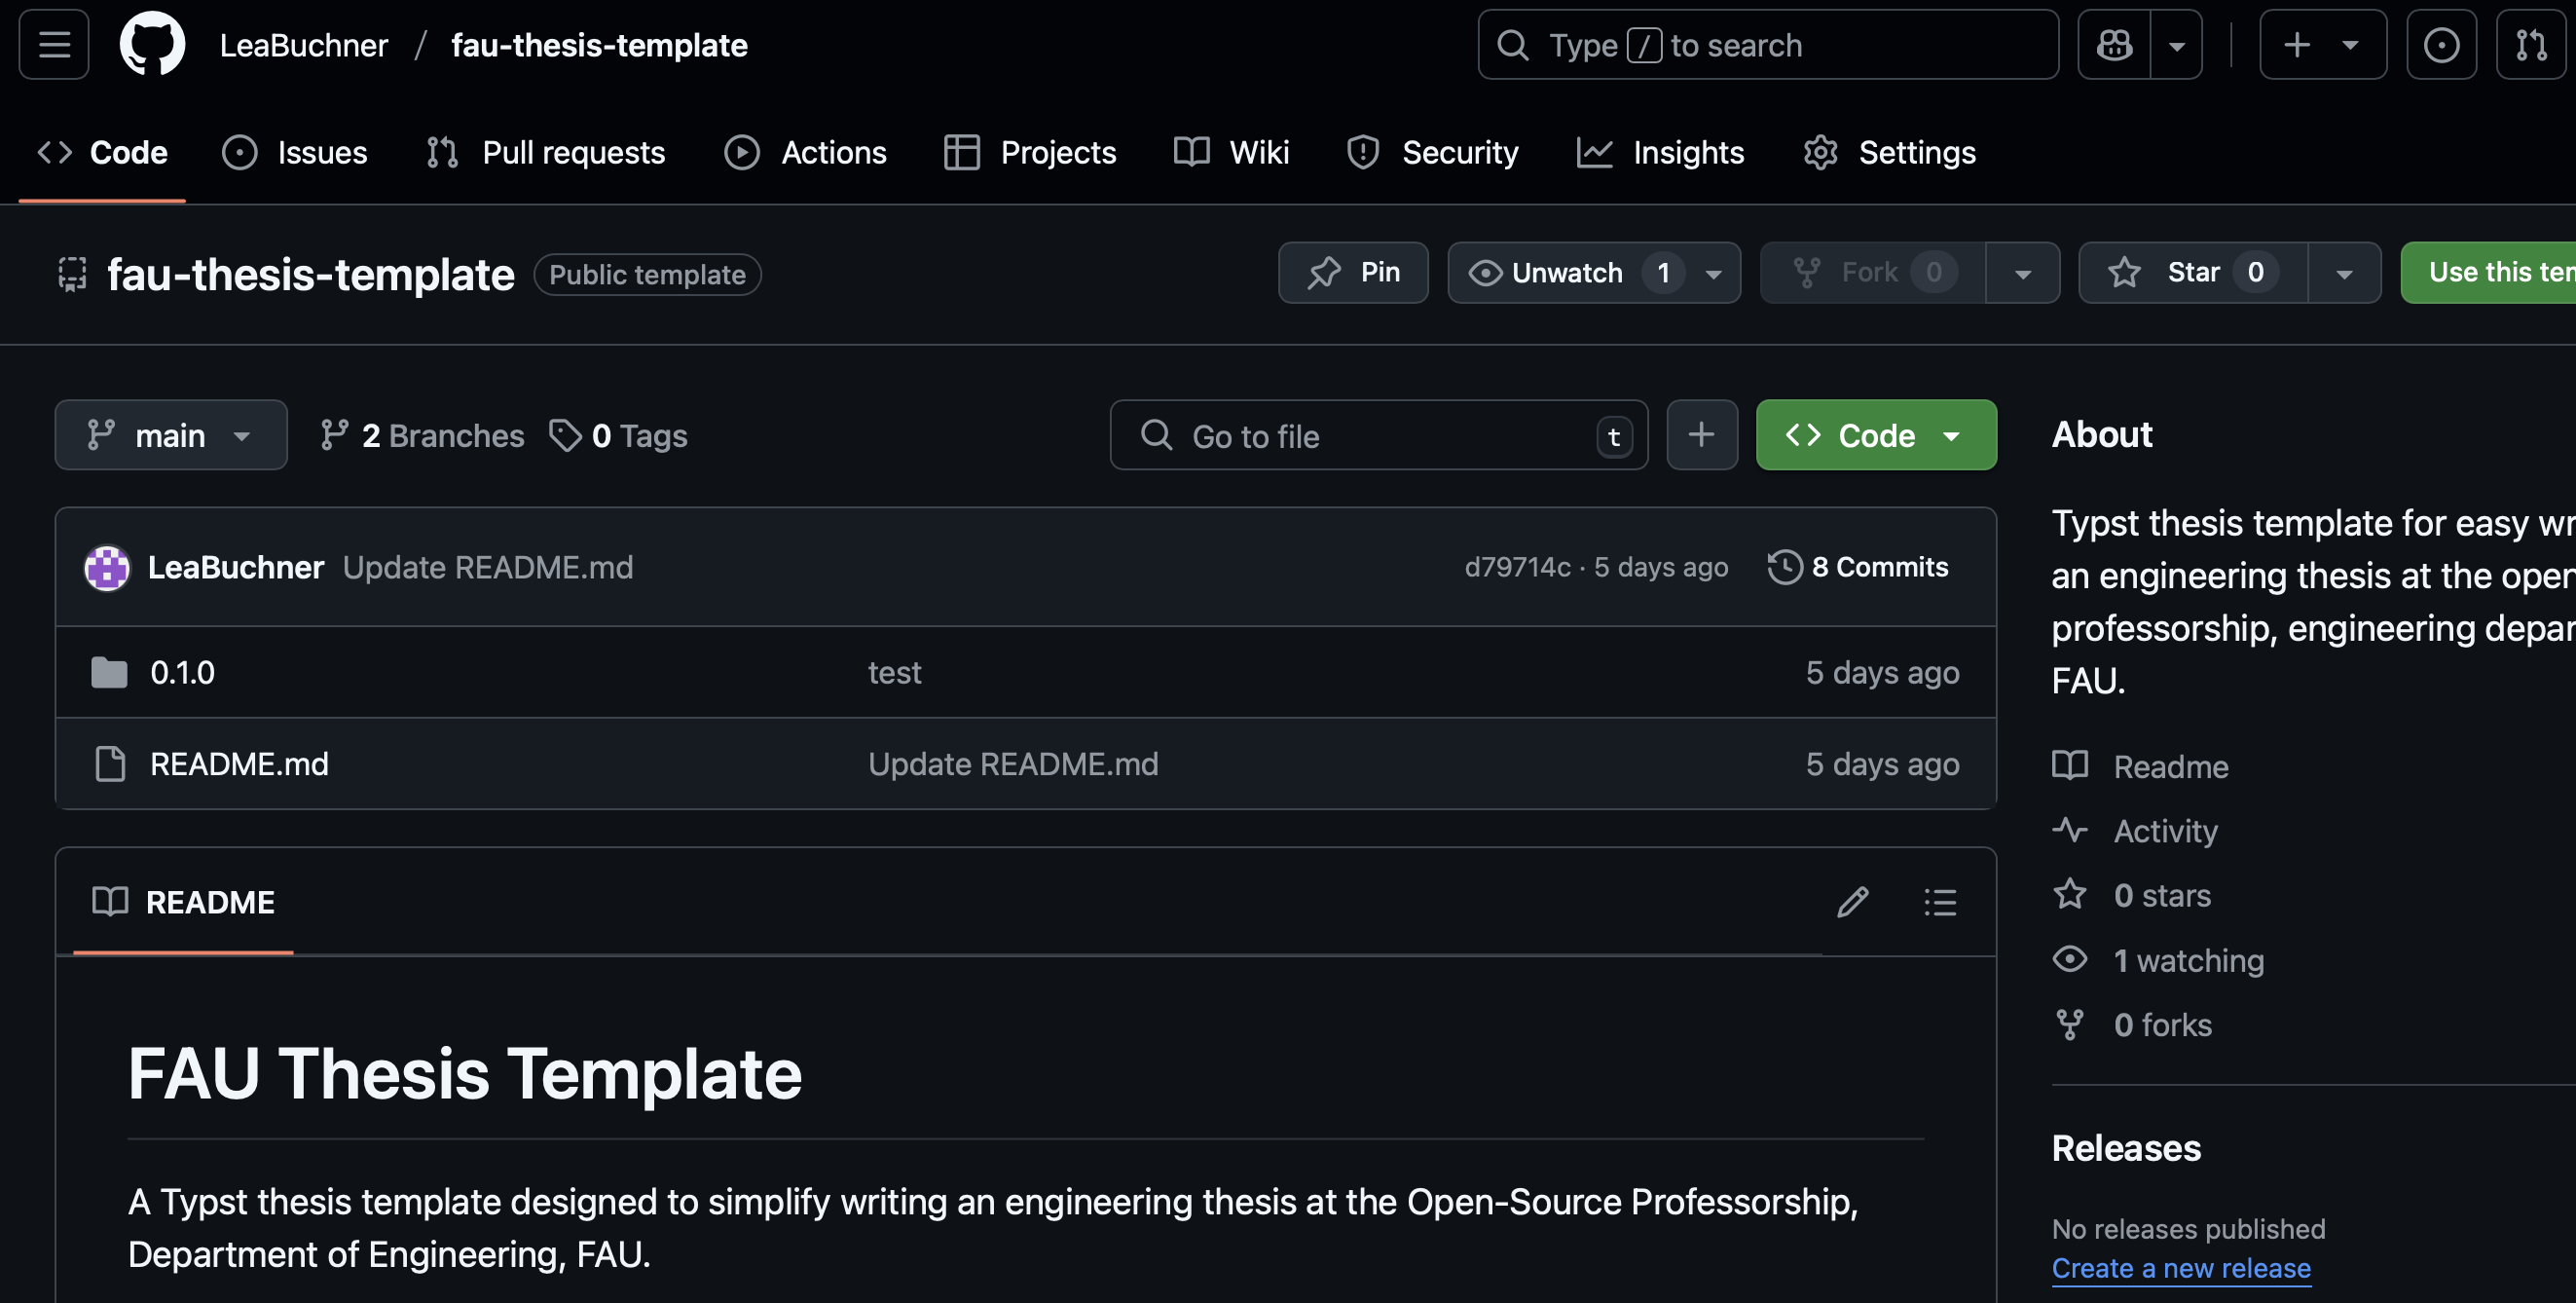 LeaBuchner / fau-thesis-template
Type / to search
Code Issues Pull requests Actions Projects Wiki Security Insights Settings
fau-thesis-template Public template
Pin Unwatch 1 Fork 0 Star 0 Use this
main 2 Branches 0 Tags
Go to file t
Code
LeaBuchner Update README.md d79714c · 5 days ago 8 Commits
0.1.0 test 5 days ago
README.md Update README.md 5 days ago
README
FAU Thesis Template
A Typst thesis template designed to simplify writing an engineering thesis at the Open-Source Professorship,
Department of Engineering, FAU.
About
Typst thesis template for easy
an engineering thesis at the open
professorship, engineering
FAU.
Readme
Activity
0 stars
1 watching
0 forks
Releases
No releases published
Create a new release